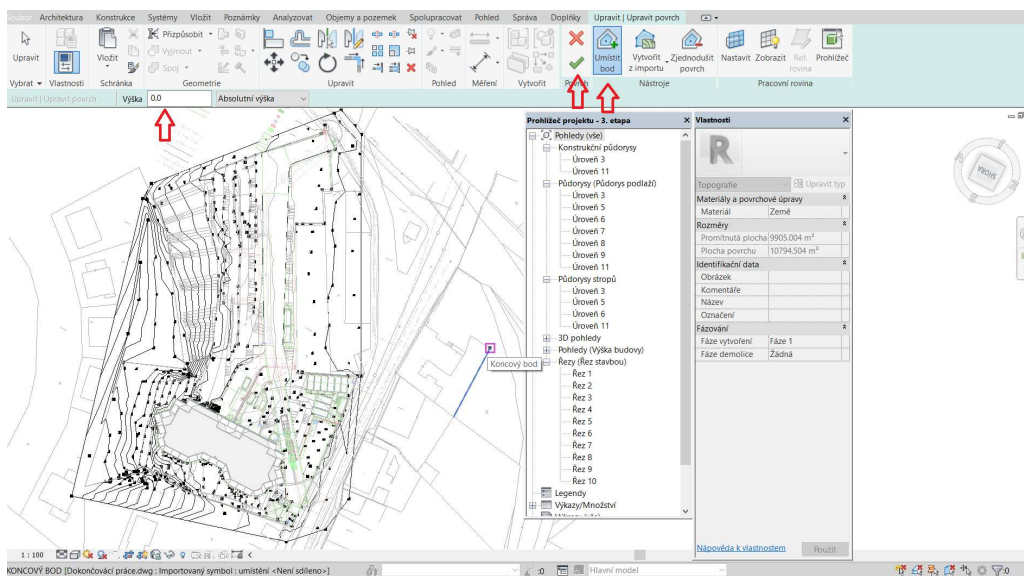 Soubor Architektura Konstrukce Systémy Vložit Poznámky Analyzovat Objemy a pozemek Spolupracovat Pohled Správa Doplňky Upravit | Upravit povrch
Přizpůsobit
Vyjmout
Spoj
Upravit
Vložit
Umístit bod
Vytvořit z importu
Zjednodušit povrch
Nastavit
Zobrazit
Ref. rovina
Prohlížeč
Vybrat Vlastnosti Schránka Geometrie Upravit Pohled Měření Vytvořit Povrch Nástroje Pracovní rovina
Upravit | Upravit povrch Výška 0.0 Absolutní výška
Prohlížeč projektu - 3. etapa
Pohledy (vše)
Konstrukční půdorysy
Úroveň 3
Úroveň 11
Půdorysy (Půdorys podlaží)
Úroveň 3
Úroveň 5
Úroveň 6
Úroveň 7
Úroveň 8
Úroveň 9
Úroveň 11
Půdorysy stropů
Úroveň 3
Úroveň 5
Úroveň 6
Úroveň 11
3D pohledy
Pohledy (Výška budovy)
Řezy (Řez stavbou)
Řez 1
Řez 2
Řez 3
Řez 4
Řez 5
Řez 6
Řez 7
Řez 8
Řez 9
Řez 10
Legendy
Výkazy/Množství
Koncový bod
Vlastnosti
R
Topografie Upravit typ
Materiály a povrchové úpravy
Materiál Země
Rozměry
Promítnutá plocha 9905.004 m²
Plocha povrchu 10794.504 m²
Identifikační data
Obrázek
Komentáře
Název
Označení
Fázování
Fáze vytvoření Fáze 1
Fáze demolice Žádná
Nápověda k vlastnostem Použít
SHORA
1 : 100
KONCOVÝ BOD [Dokončovací práce.dwg : Importovaný symbol : umístění <Není sdíleno>] :0 Hlavní model :0